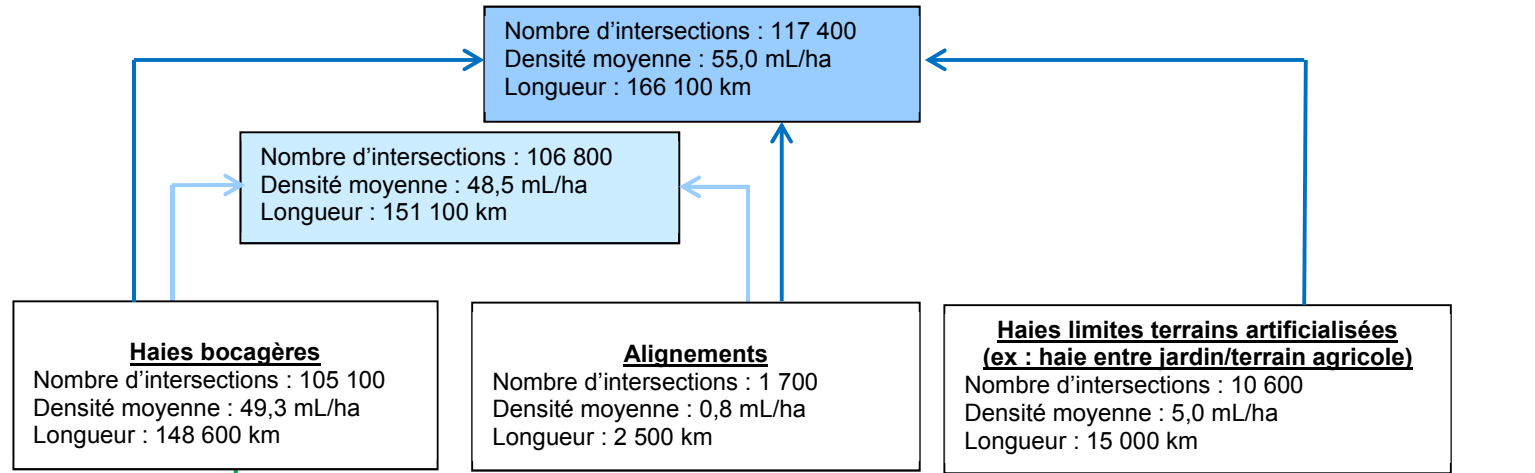 Nombre d'intersections : 117 400
Densité moyenne : 55,0 mL/ha
Longueur : 166 100 km
Nombre d'intersections : 106 800
Densité moyenne : 48,5 mL/ha
Longueur : 151 100 km
Haies bocagères
Nombre d'intersections : 105 100
Densité moyenne : 49,3 mL/ha
Longueur : 148 600 km
Alignements
Nombre d'intersections : 1 700
Densité moyenne : 0,8 mL/ha
Longueur : 2 500 km
Haies limites terrains artificialisées
(ex : haie entre jardin/terrain agricole)
Nombre d'intersections : 10 600
Densité moyenne : 5,0 mL/ha
Longueur : 15 000 km